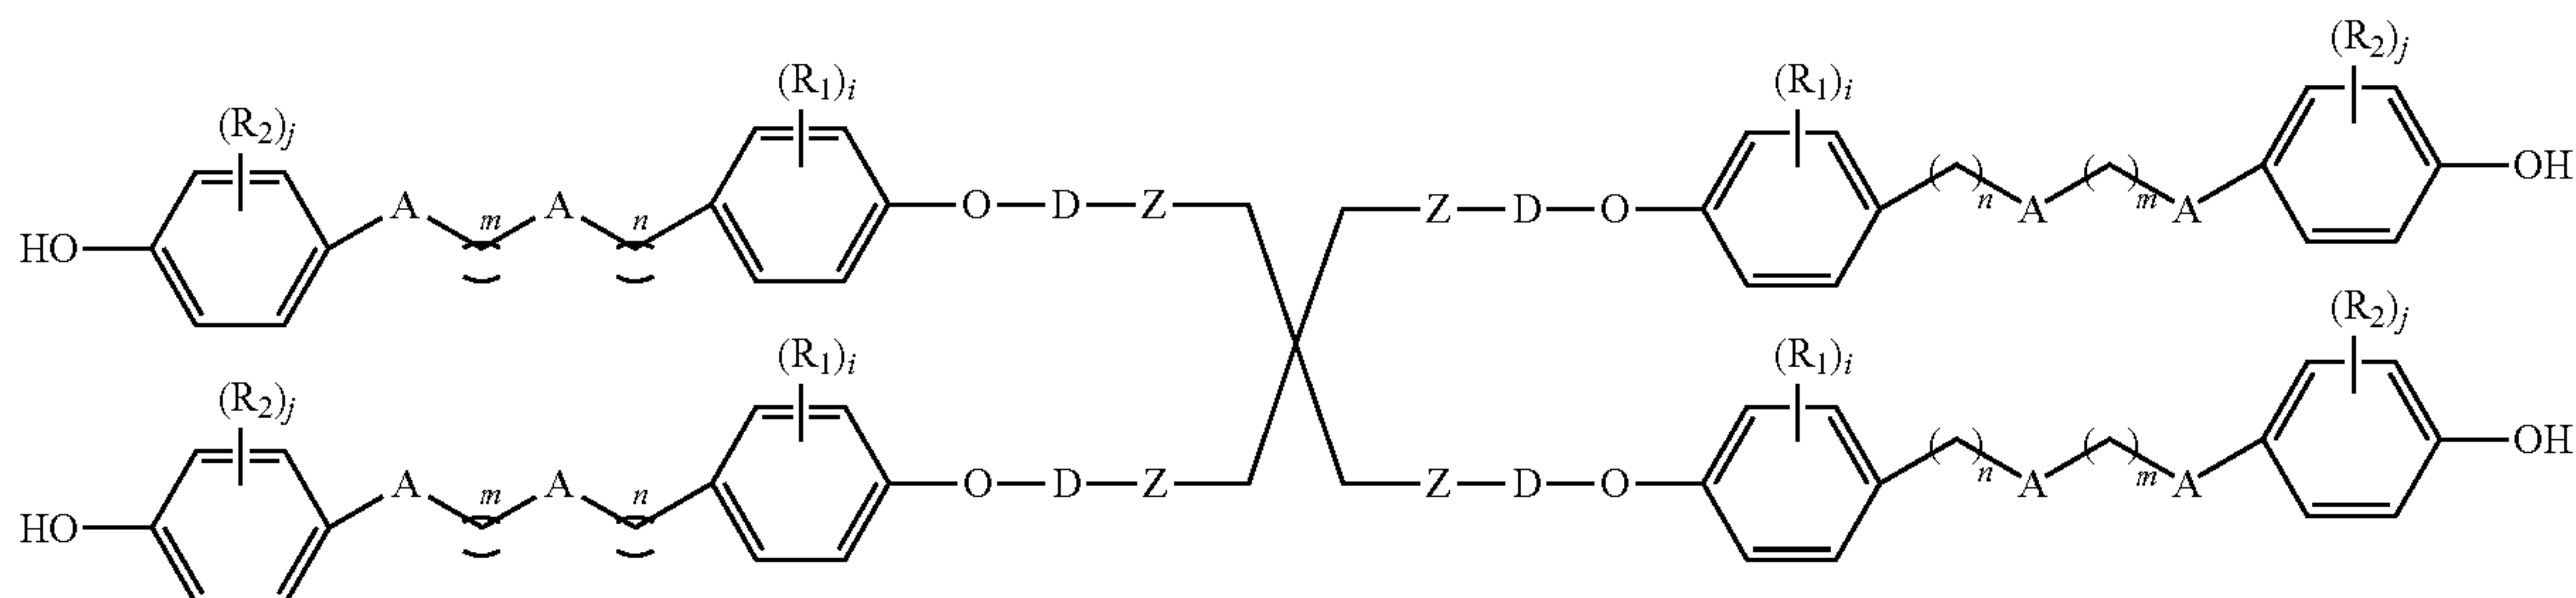 (R2)j (R1)i (R1)i (R2)j
HO A m A n O D Z Z D O ( )n A ( )m A OH
(R2)j (R1)i (R1)i (R2)j
HO A m A n O D Z Z D O ( )n A ( )m A OH